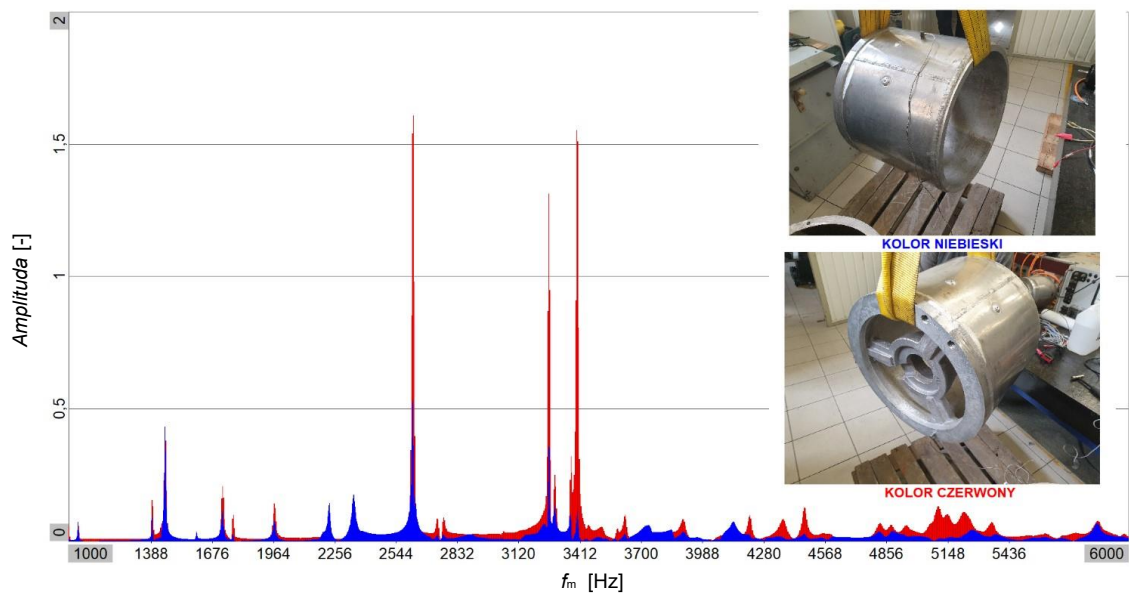 2
1,5
1
0,5
0
Amplituda [-]
KOLOR NIEBIESKI
KOLOR CZERWONY
1000 1388 1676 1964 2256 2544 2832 3120 3412 3700 3988 4280 4568 4856 5148 5436 6000
fm [Hz]